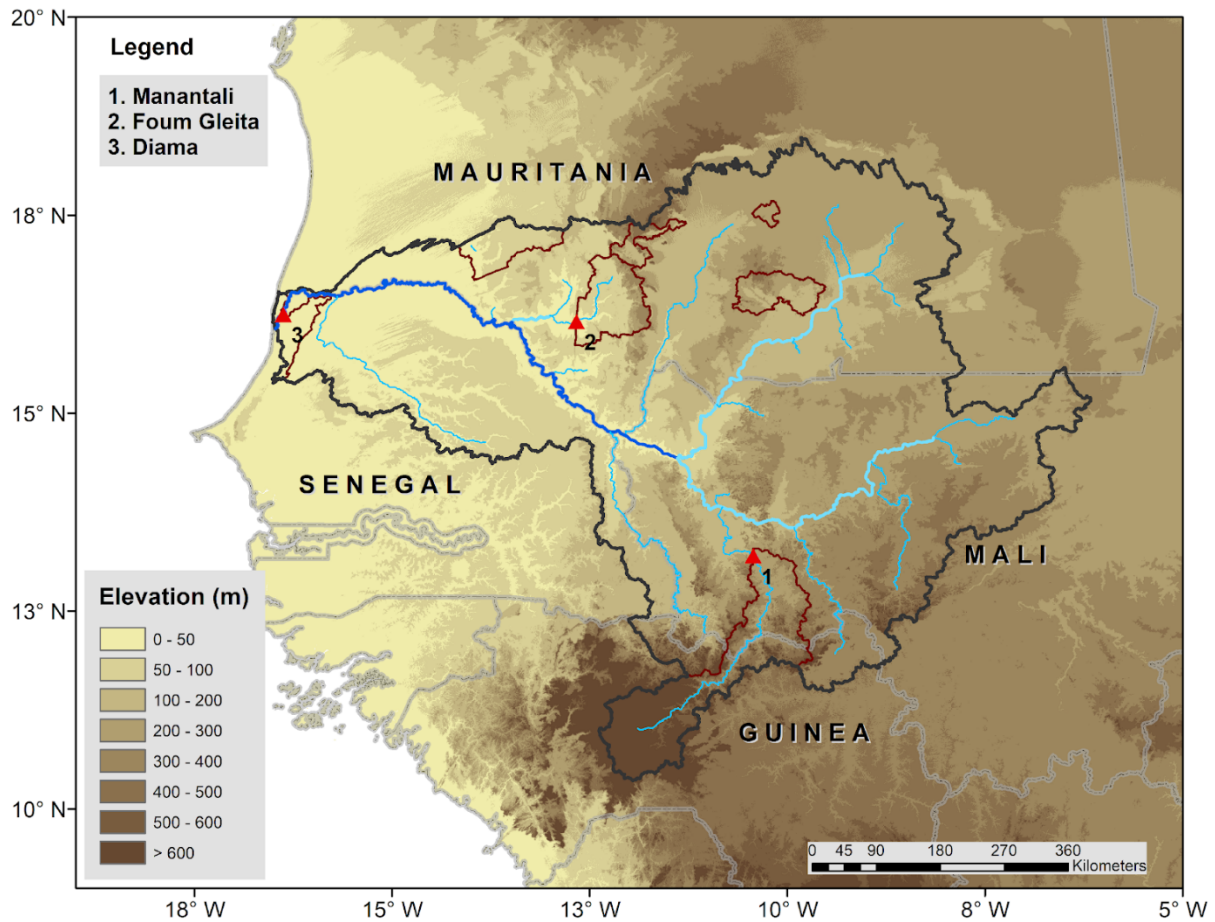 20° N
Legend
1. Manantali
2. Foum Gleita
3. Diama
MAURITANIA
18° N
3
2
15° N
SENEGAL
MALI
1
13° N
Elevation (m)
0 - 50
50 - 100
100 - 200
200 - 300
300 - 400
400 - 500
500 - 600
> 600
GUINEA
10° N
0 45 90 180 270 360
Kilometers
18° W 15° W 13° W 10° W 8° W 5° W